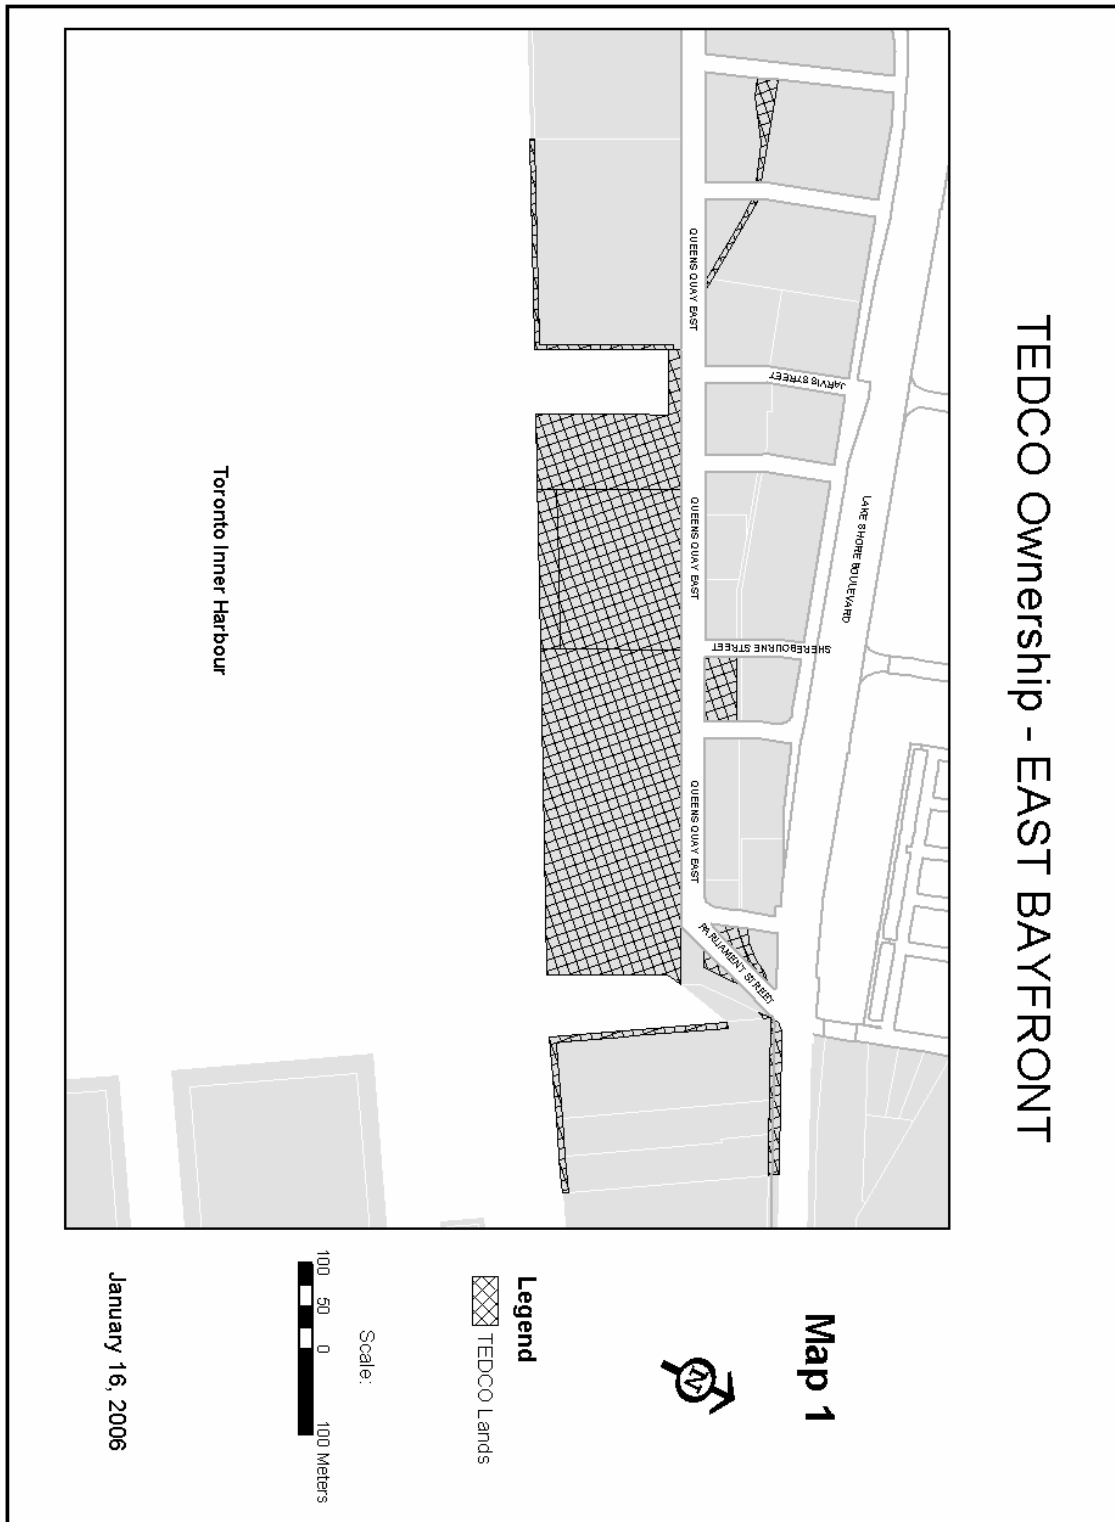 TEDCO Ownership - EAST BAYFRONT
LAKE SHORE BOULEVARD
JARVIS STREET
SHEREBOURNE STREET
QUEENS QUAY EAST
QUEENS QUAY EAST
QUEENS QUAY EAST
PARLIAMENT STREET
Toronto Inner Harbour
Map 1
N
Legend
TEDCO Lands
Scale:
100 50 0 100 Meters
January 16, 2006